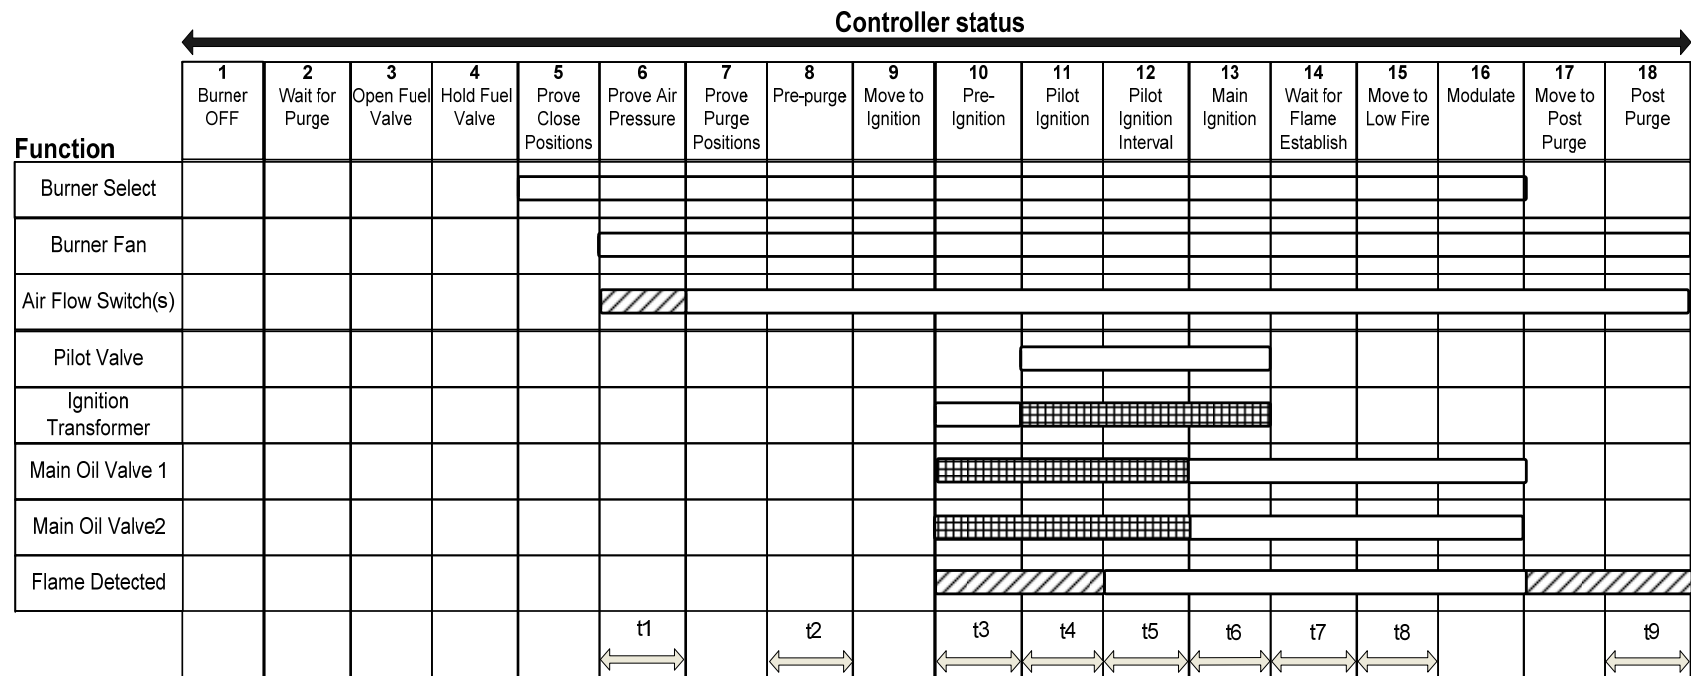 Controller status
1 2 3 4 5 6 7 8 9 10 11 12 13 14 15 16 17 18
Burner Wait for Open Fuel Hold Fuel Prove Prove Air Prove Pre-purge Move to Pre- Pilot Pilot Main Wait for Move to Modulate Move to Post
OFF Purge Valve Valve Close Pressure Purge Ignition Ignition Ignition Ignition Ignition Flame Low Fire Post Purge
Positions Positions Interval Establish Purge
Function
Burner Select
Burner Fan
Air Flow Switch(s)
Pilot Valve
Ignition
Transformer
Main Oil Valve 1
Main Oil Valve2
Flame Detected
t1 t2 t3 t4 t5 t6 t7 t8 t9